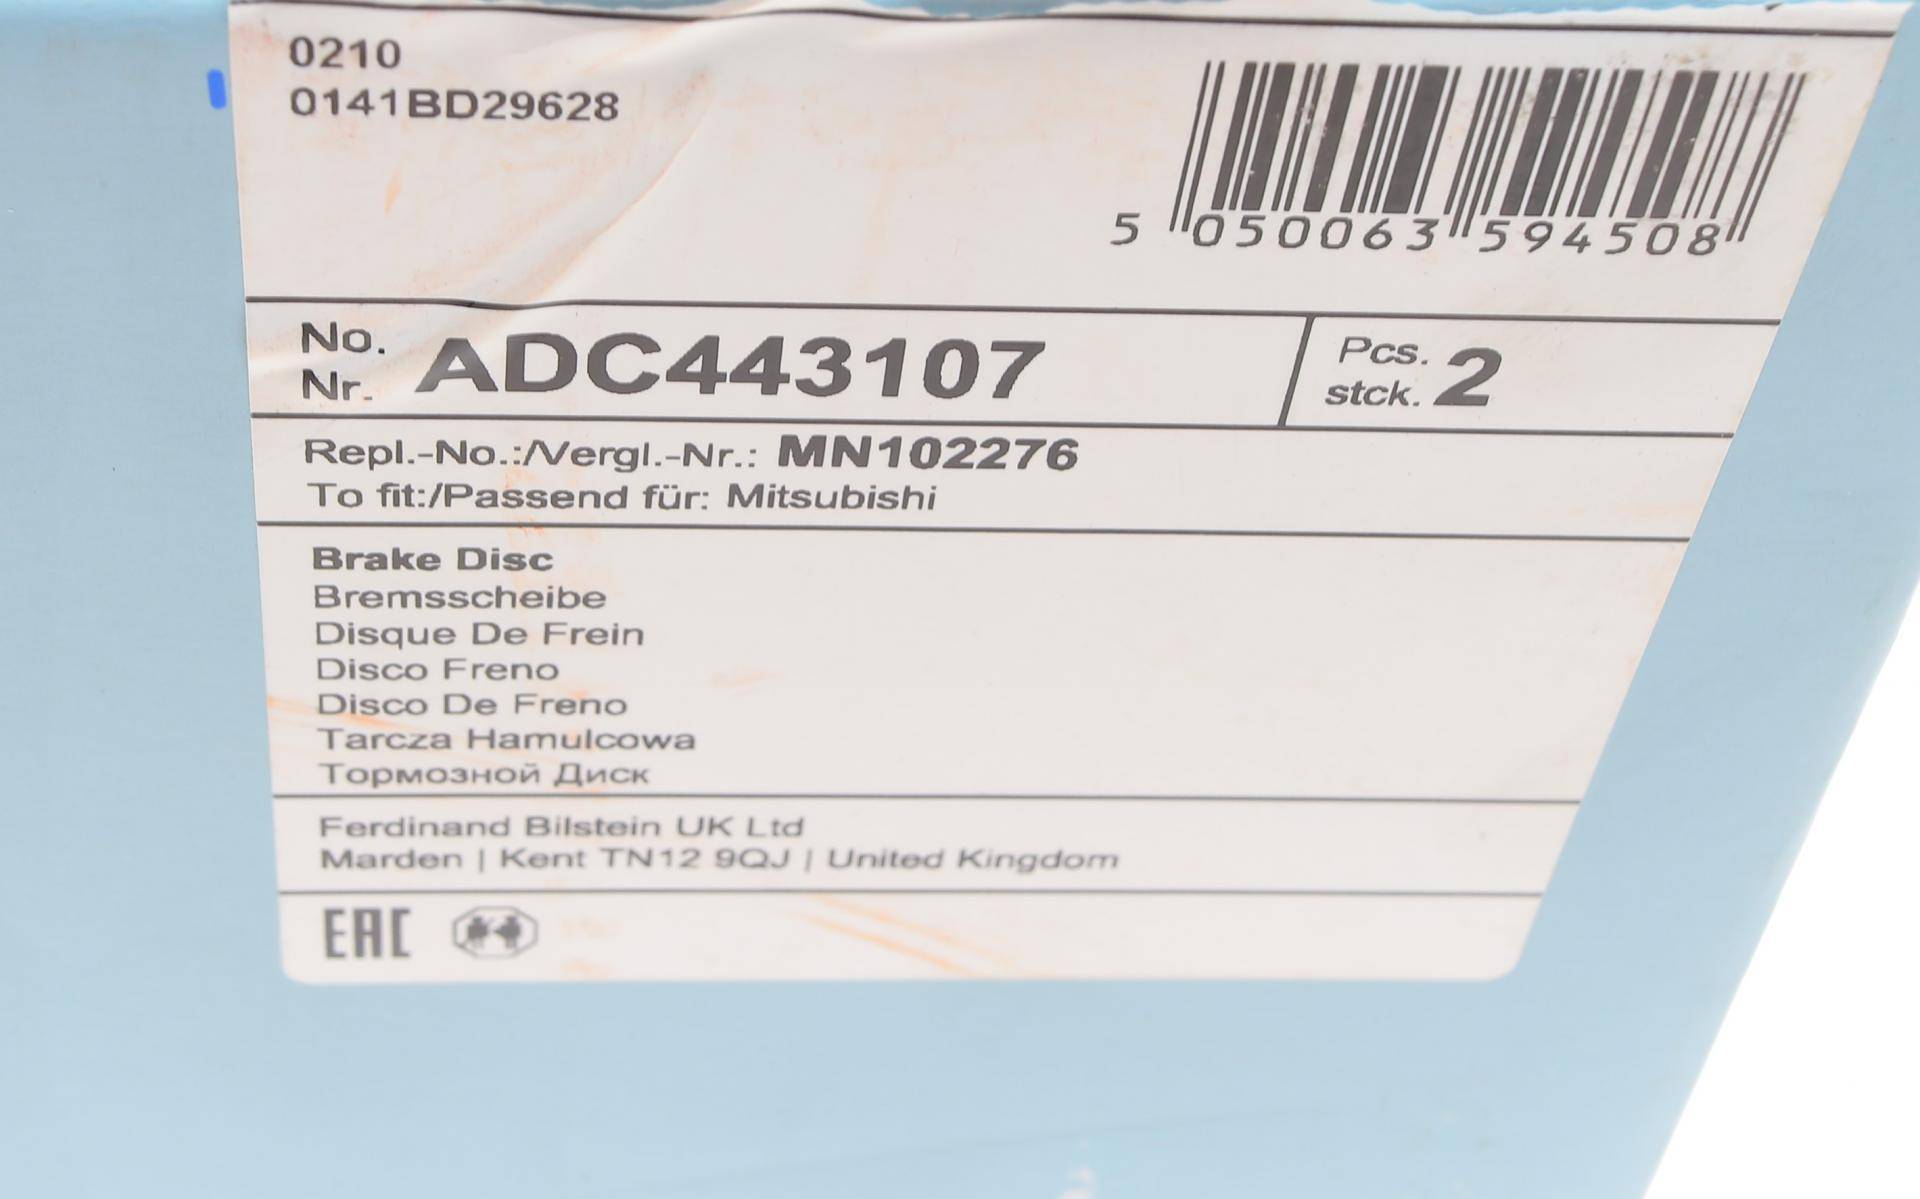 0210
0141BD29628
5 050063 594508
No.
Nr. ADC443107
Pcs.
stck. 2
Repl.-No.:/Vergl.-Nr.: MN102276
To fit:/Passend für: Mitsubishi
Brake Disc
Bremsscheibe
Disque De Frein
Disco Freno
Disco De Freno
Tarcza Hamulcowa
Тормозной Диск
Ferdinand Bilstein UK Ltd
Marden | Kent TN12 9QJ | United Kingdom
EAC